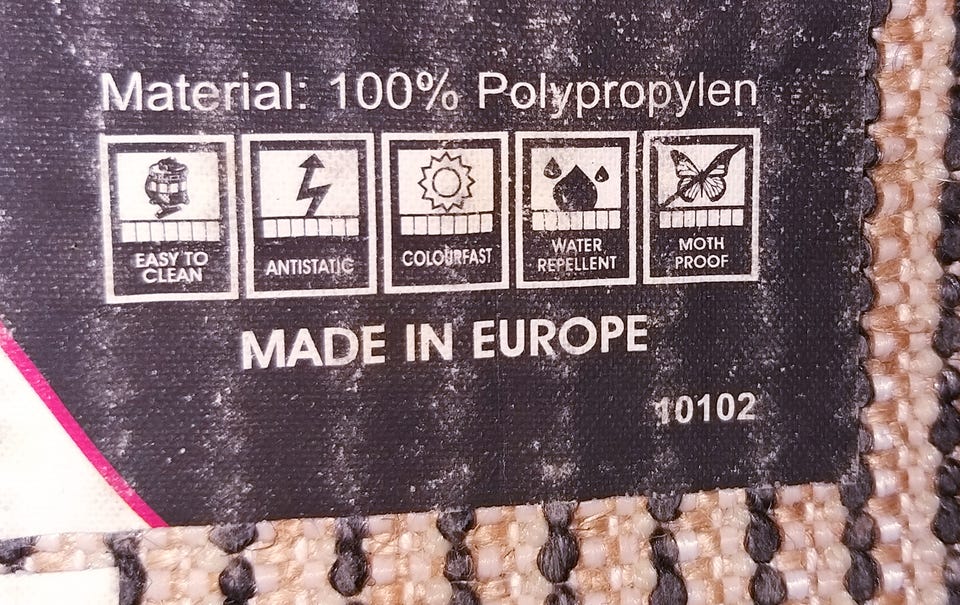 Material: 100% Polypropylen
EASY TO
CLEAN
ANTISTATIC
COLOURFAST
WATER
REPELLENT
MOTH
PROOF
MADE IN EUROPE
10102